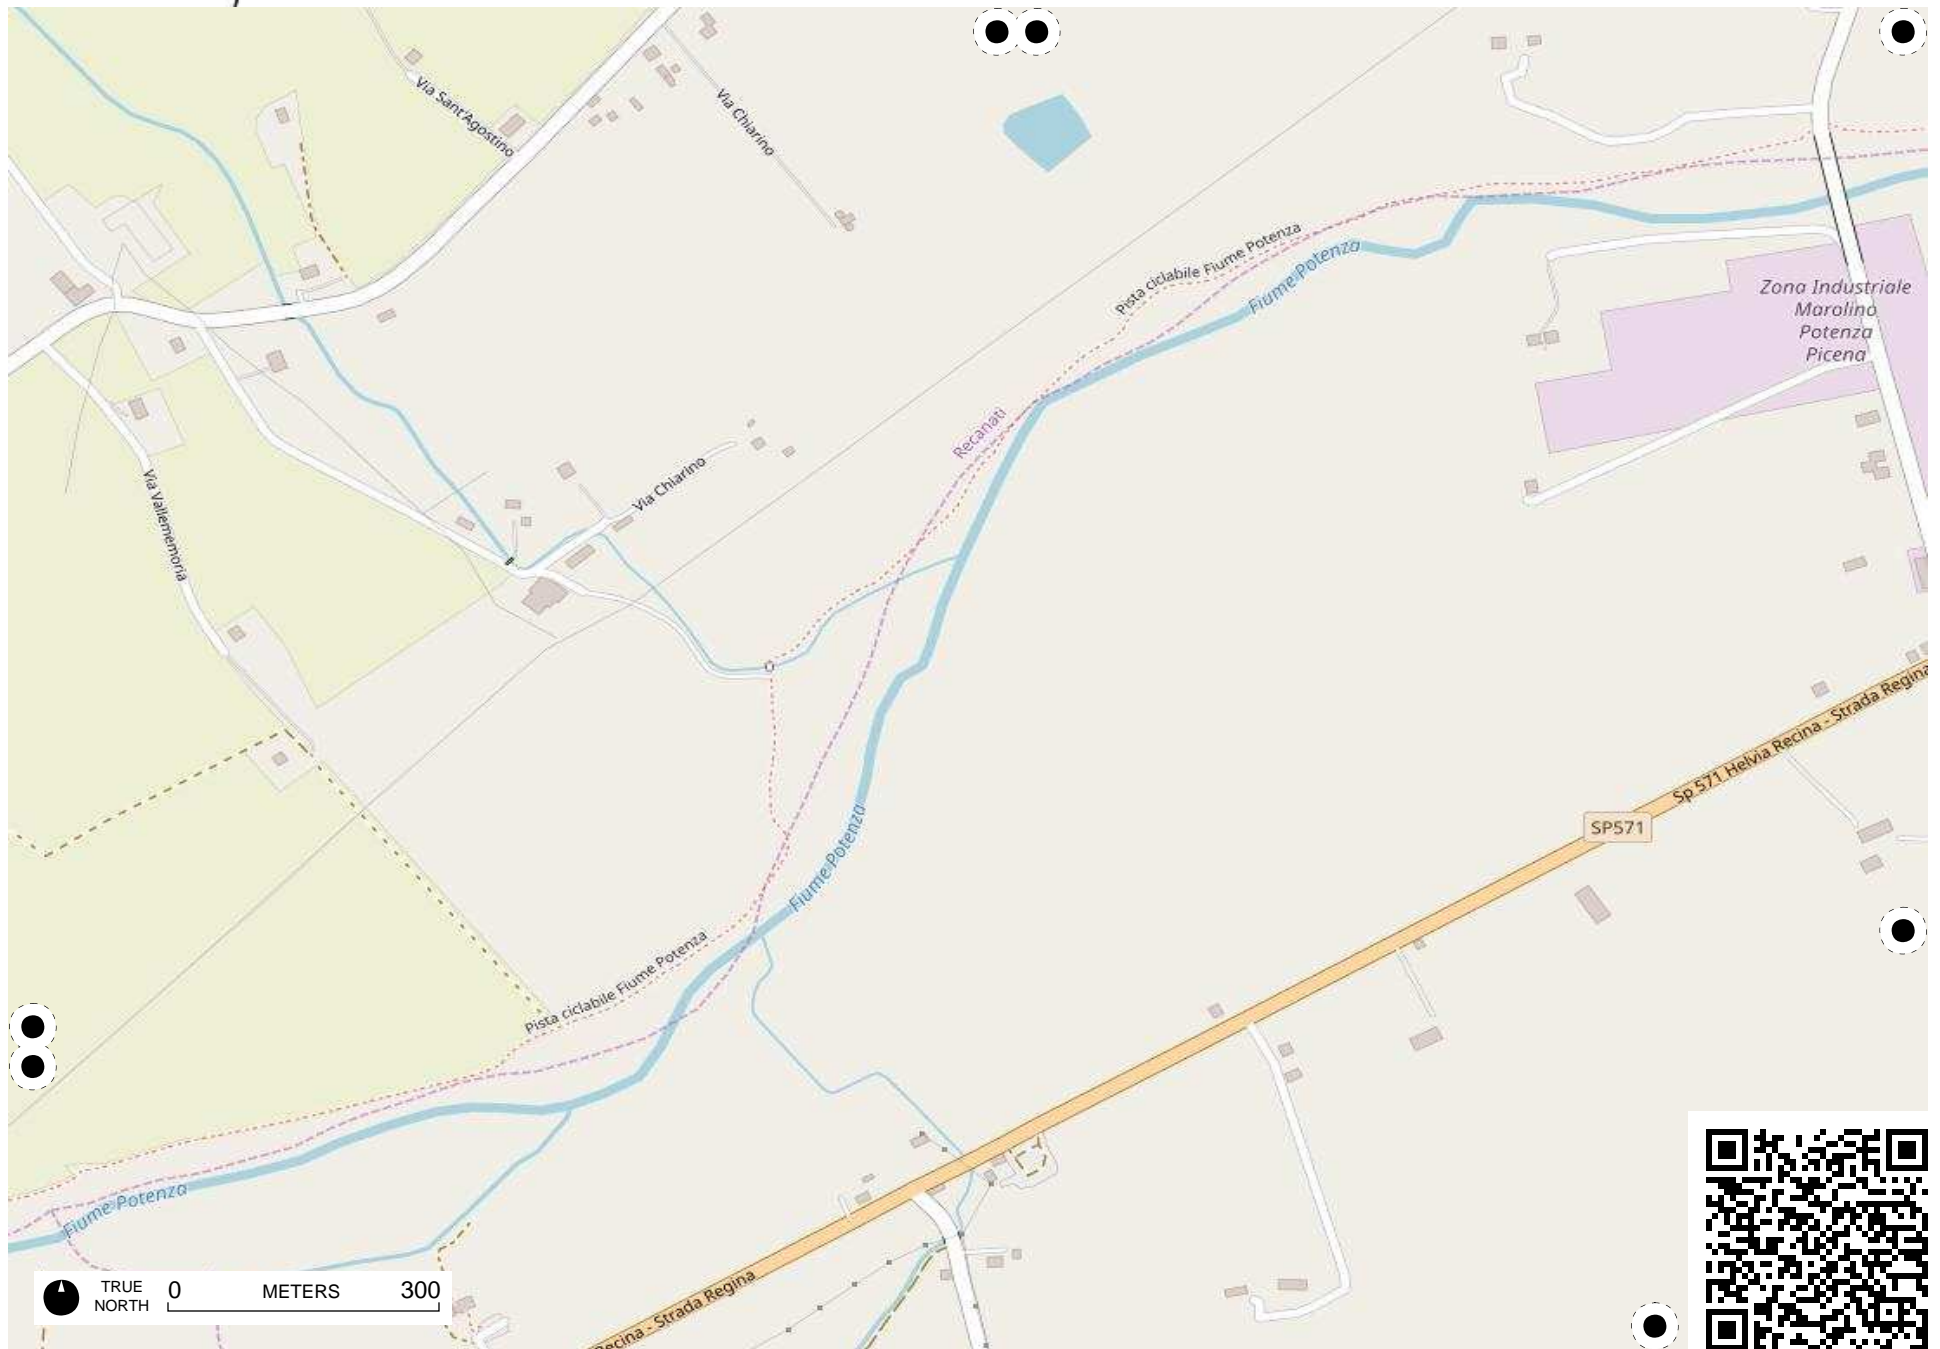 Via Sant'Agostino
Via Chiarino
Pista ciclabile Fiume Potenza
Fiume Potenza
Zona Industriale
Marolino
Potenza
Picena
Recanati
Via Chiarino
Via Vallememoria
Sp 571 Helvia Recina - Strada Regina
SP571
Fiume Potenza
Pista ciclabile Fiume Potenza
Fiume Potenza
TRUE
NORTH
0 METERS 300
Recina - Strada Regina